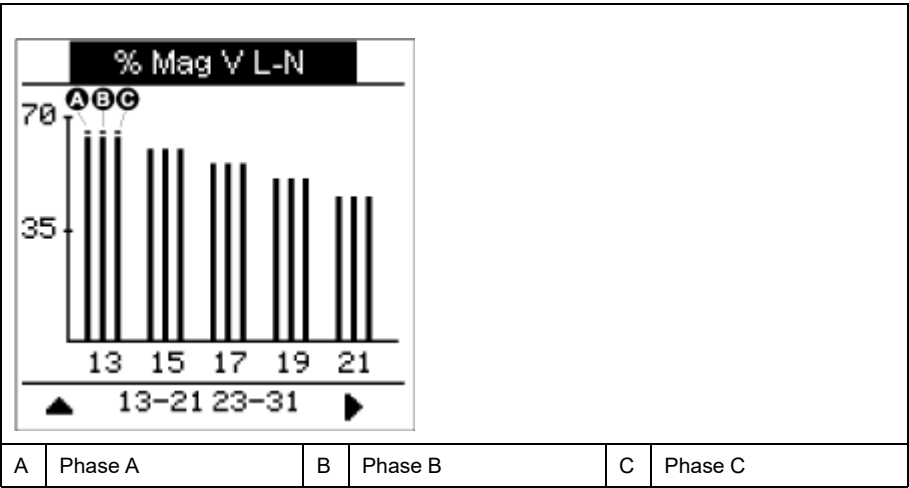 % Mag V L-N
A B C
70
35
13 15 17 19 21
13-21 23-31
A Phase A B Phase B C Phase C